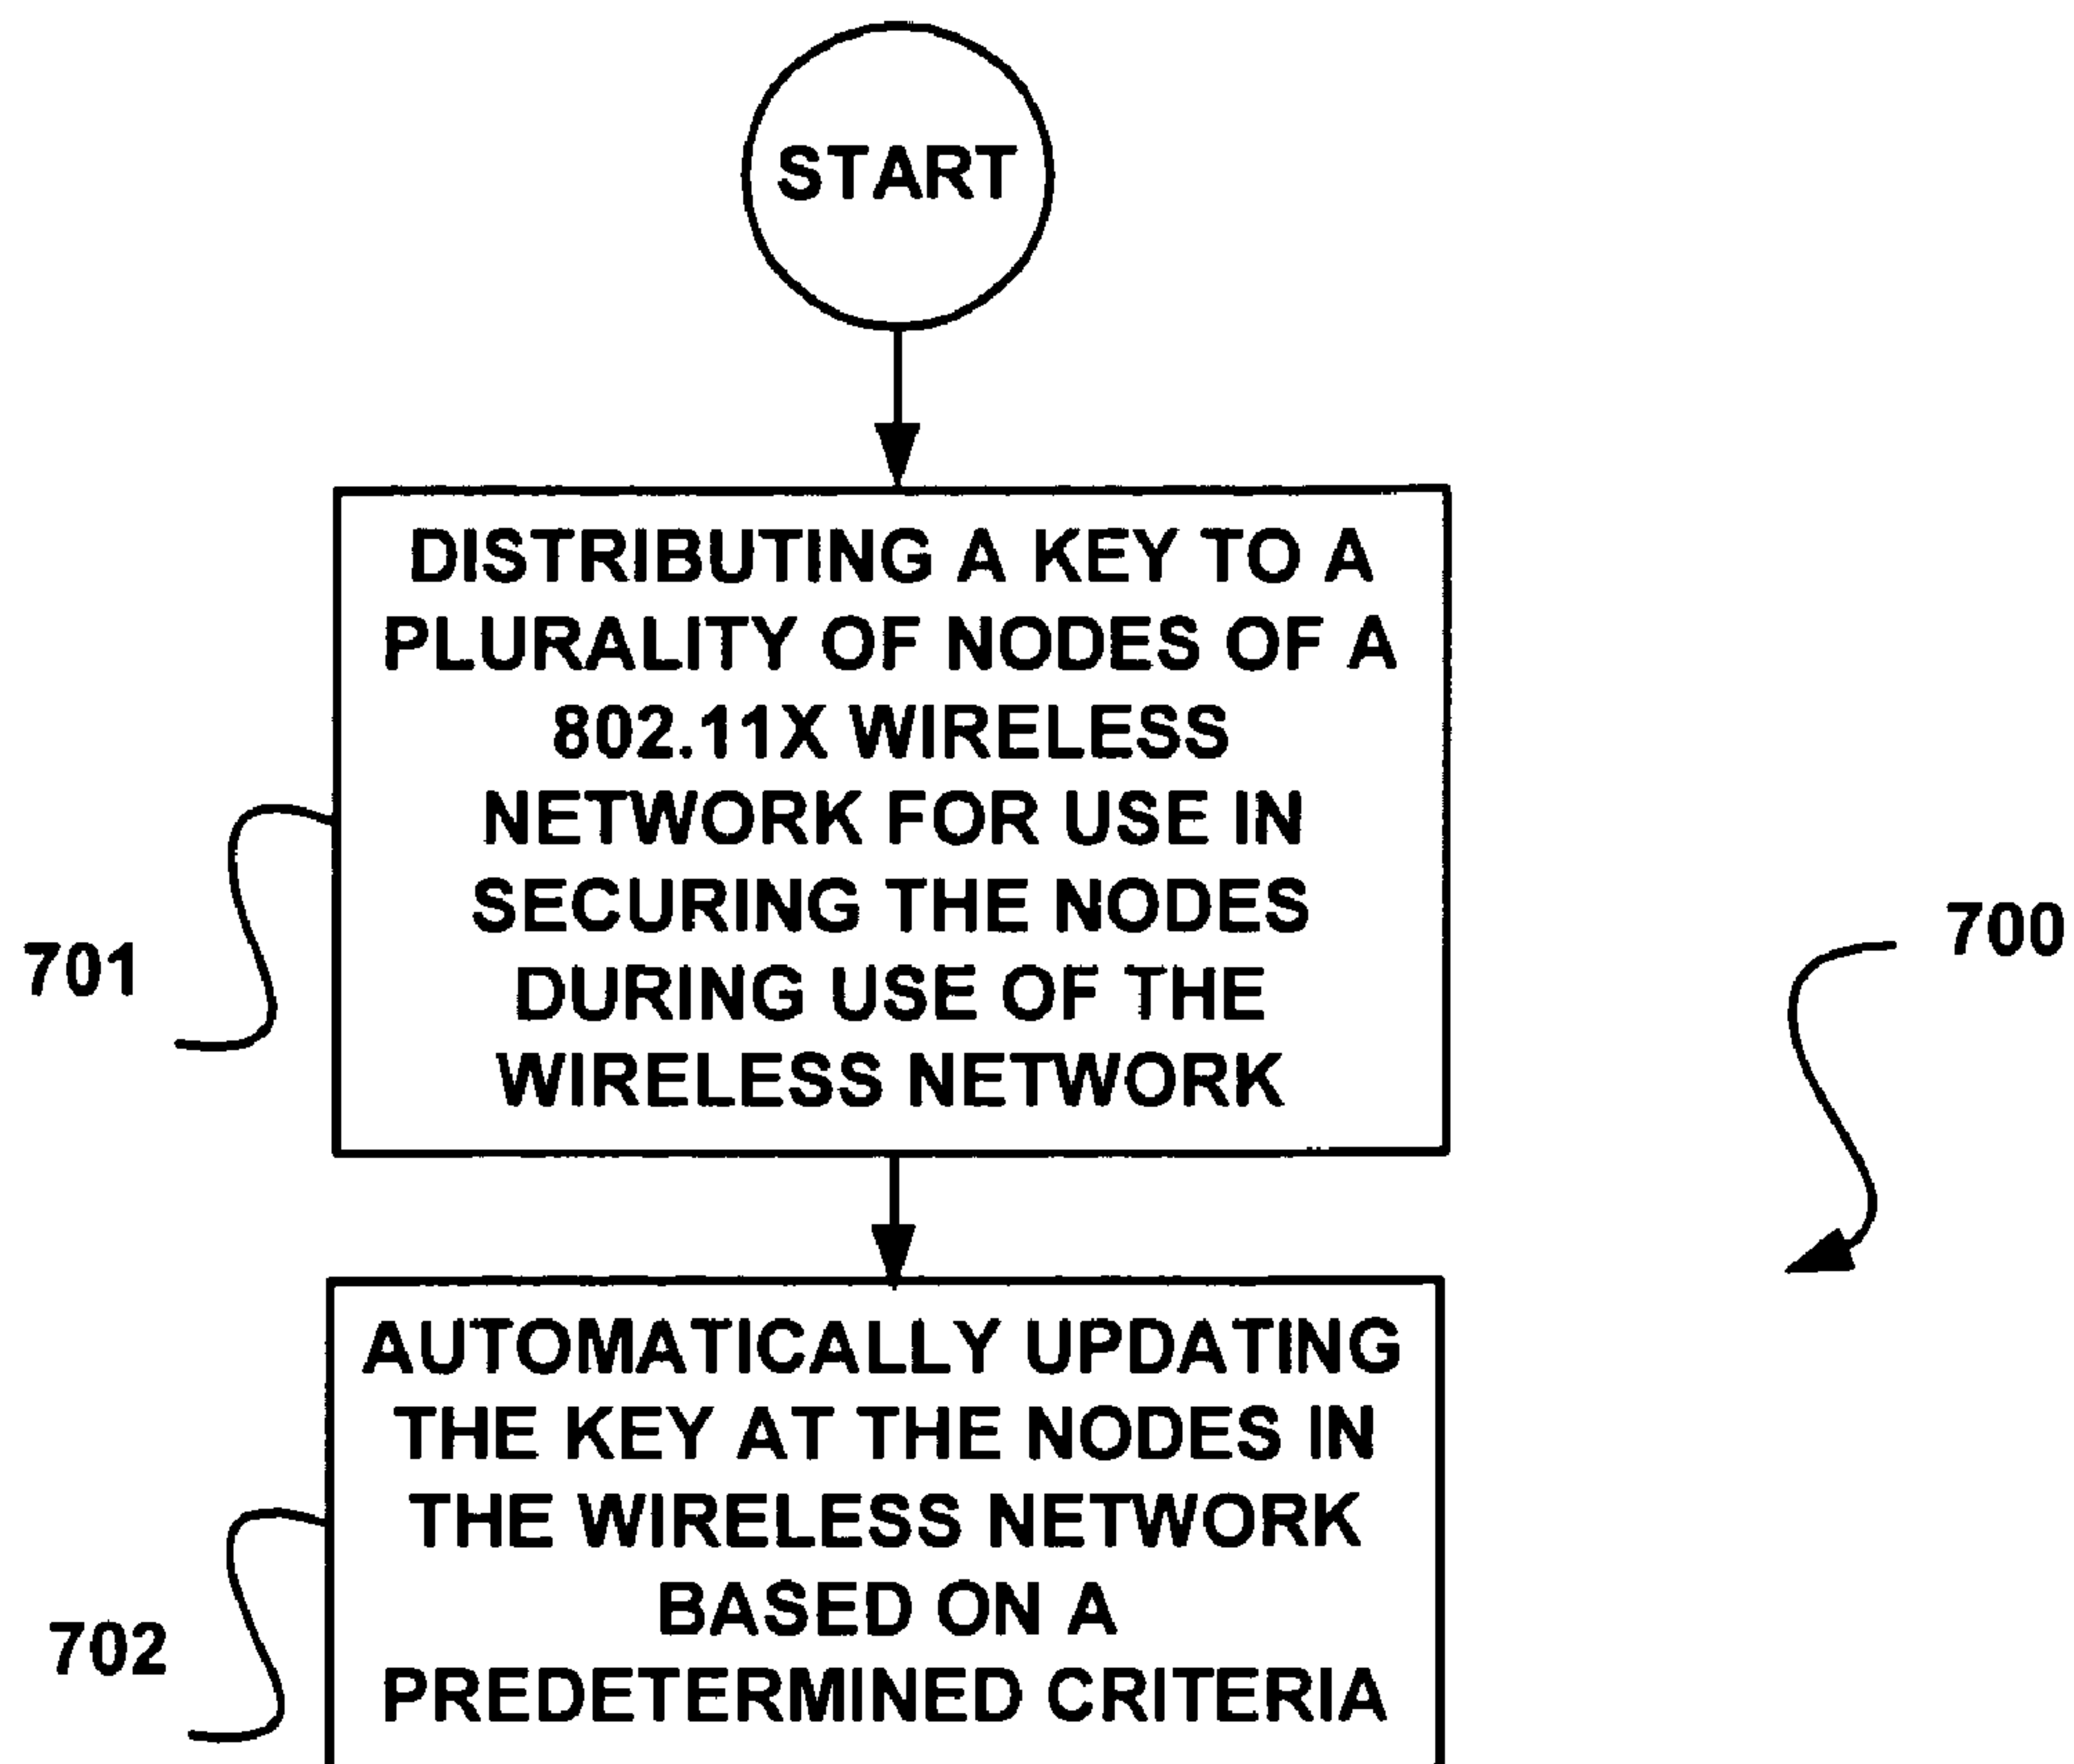 START
DISTRIBUTING A KEY TO A
PLURALITY OF NODES OF A
802.11X WIRELESS
NETWORK FOR USE IN
SECURING THE NODES
DURING USE OF THE
WIRELESS NETWORK
701
700
AUTOMATICALLY UPDATING
THE KEY AT THE NODES IN
THE WIRELESS NETWORK
BASED ON A
PREDETERMINED CRITERIA
702